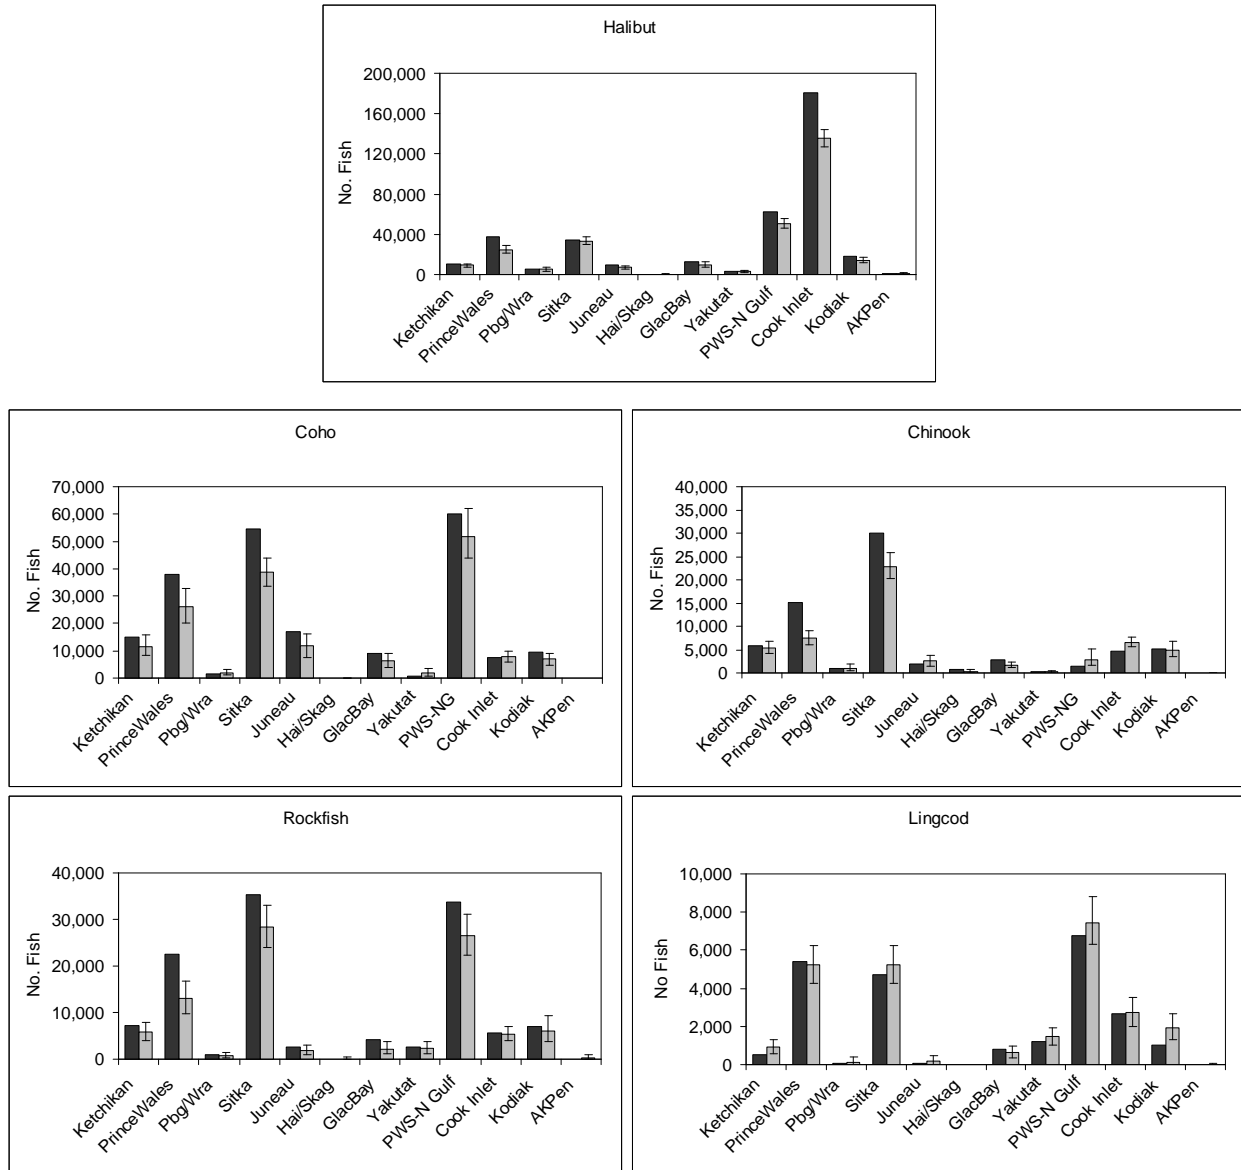 Halibut
No. Fish
200,000
160,000
120,000
80,000
40,000
0
Ketchikan
PrinceWales
Pbg/Wra
Sitka
Juneau
Hai/Skag
GlacBay
Yakutat
PWS-N Gulf
Cook Inlet
Kodiak
AKPen
Coho
No. Fish
70,000
60,000
50,000
40,000
30,000
20,000
10,000
0
Ketchikan
PrinceWales
Pbg/Wra
Sitka
Juneau
Hai/Skag
GlacBay
Yakutat
PWS-NG
Cook Inlet
Kodiak
AKPen
Chinook
No. Fish
40,000
35,000
30,000
25,000
20,000
15,000
10,000
5,000
0
Ketchikan
PrinceWales
Pbg/Wra
Sitka
Juneau
Hai/Skag
GlacBay
Yakutat
PWS-NG
Cook Inlet
Kodiak
AKPen
Rockfish
No. Fish
40,000
30,000
20,000
10,000
0
Ketchikan
PrinceWales
Pbg/Wra
Sitka
Juneau
Hai/Skag
GlacBay
Yakutat
PWS-N Gulf
Cook Inlet
Kodiak
AKPen
Lingcod
No Fish
10,000
8,000
6,000
4,000
2,000
0
Ketchikan
PrinceWales
Pbg/Wra
Sitka
Juneau
Hai/Skag
GlacBay
Yakutat
PWS-N Gulf
Cook Inlet
Kodiak
AKPen